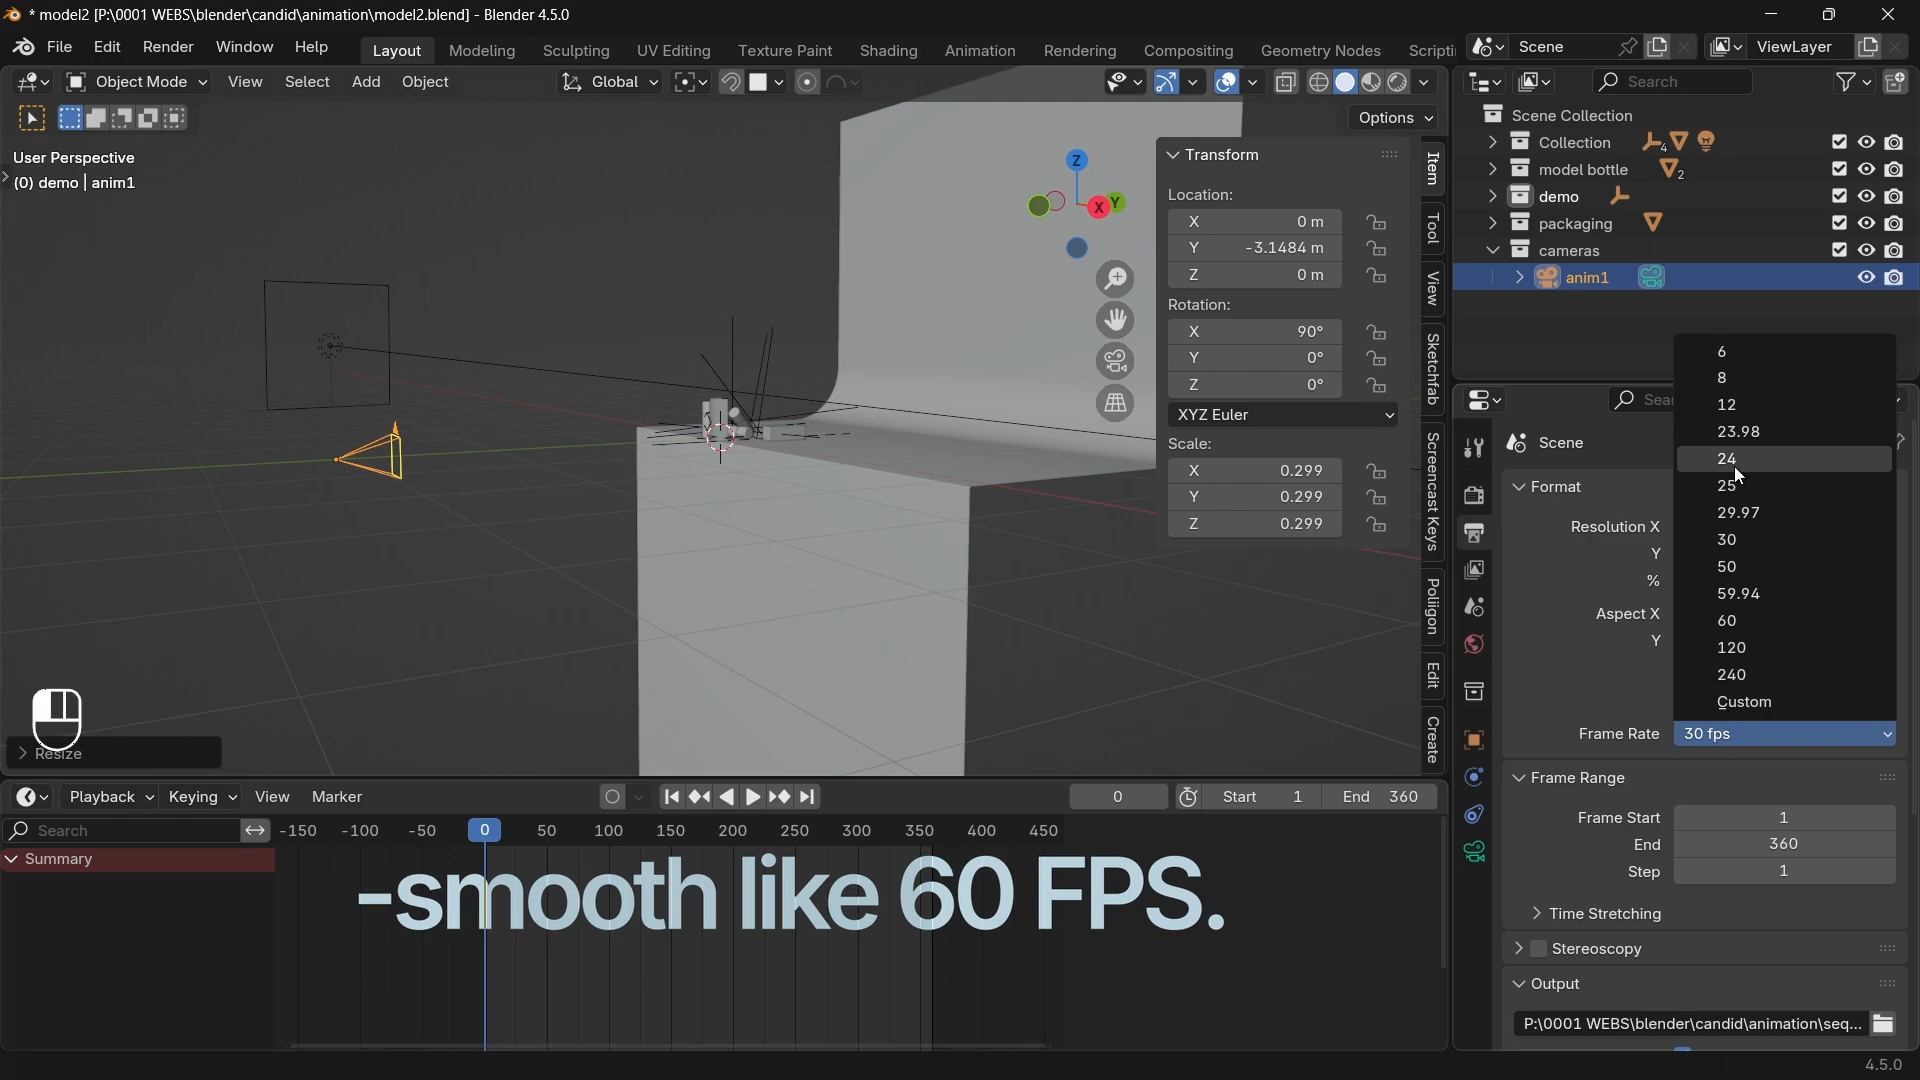 * model2 [P:\0001 WEBS\blender\candid\animation\model2.blend] - Blender 4.5.0
File Edit Render Window Help Layout Modeling Sculpting UV Editing Texture Paint Shading Animation Rendering Compositing Geometry Nodes Scripti Scene ViewLayer
Object Mode View Select Add Object Global Search
Options
User Perspective
(0) demo | anim1
Z
Y
X
Transform
Location:
X 0 m
Y -3.1484 m
Z 0 m
Rotation:
X 90°
Y 0°
Z 0°
XYZ Euler
Scale:
X 0.299
Y 0.299
Z 0.299
Item
Tool
View
Sketchfab
Screencast Keys
Poliigon
Edit
Create
Scene Collection
Collection 4
model bottle 2
demo
packaging
cameras
anim1
Sea
Scene
Format
Resolution X
Y
%
Aspect X
Y
6
8
12
23.98
24
25
29.97
30
50
59.94
60
120
240
Custom
Frame Rate 30 fps
Frame Range
Frame Start 1
End 360
Step 1
Time Stretching
Stereoscopy
Output
P:\0001 WEBS\blender\candid\animation\seq...
Resize
Playback Keying View Marker 0 Start 1 End 360
Search -150 -100 -50 0 50 100 150 200 250 300 350 400 450
Summary
-smooth like 60 FPS.
4.5.0